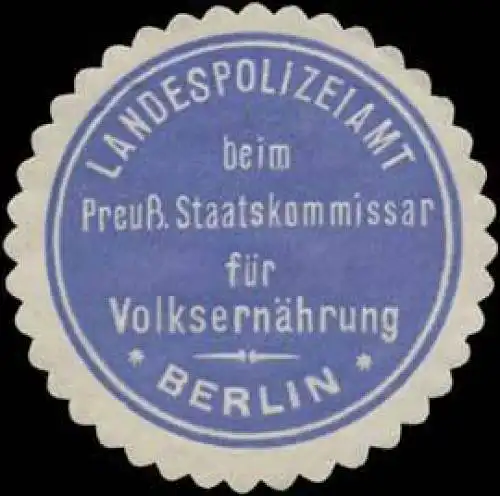 LANDESPOLIZEIAMT
beim
Preuß. Staatskommissar
für
Volksernährung
* BERLIN *